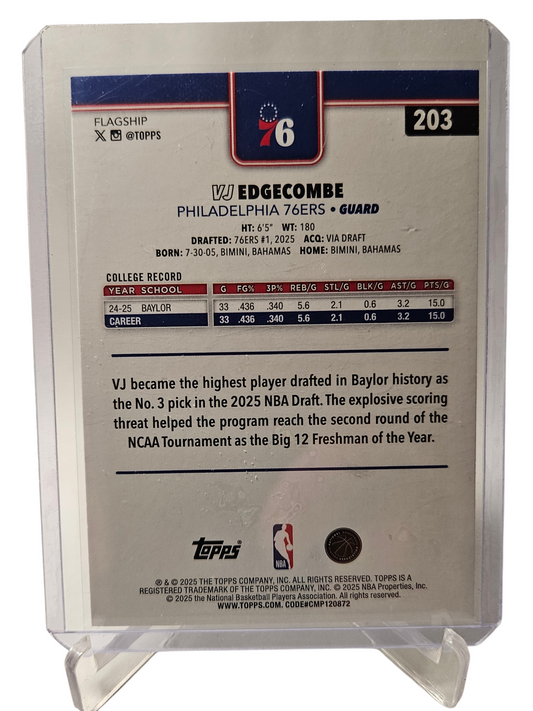 FLAGSHIP
@TOPPS
76
203
VJ EDGECOMBE
PHILADELPHIA 76ERS • GUARD
HT: 6'5" WT: 180
DRAFTED: 76ERS #1, 2025 ACQ: VIA DRAFT
BORN: 7-30-05, BIMINI, BAHAMAS HOME: BIMINI, BAHAMAS
COLLEGE RECORD
YEAR SCHOOL G FG% 3P% REB/G STL/G BLK/G AST/G PTS/G
24-25 BAYLOR 33 .436 .340 5.6 2.1 0.6 3.2 15.0
CAREER 33 .436 .340 5.6 2.1 0.6 3.2 15.0
VJ became the highest player drafted in Baylor history as
the No. 3 pick in the 2025 NBA Draft. The explosive scoring
threat helped the program reach the second round of the
NCAA Tournament as the Big 12 Freshman of the Year.
Topps
NBA
® & © 2025 THE TOPPS COMPANY, INC. ALL RIGHTS RESERVED. TOPPS IS A
REGISTERED TRADEMARK OF THE TOPPS COMPANY, INC. © 2025 NBA Properties, Inc.
© 2025 the National Basketball Players Association. All rights reserved.
WWW.TOPPS.COM. CODE#CMP120872